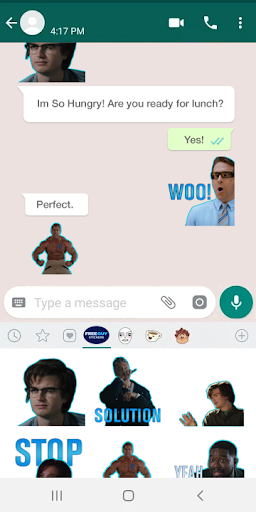 4:17 PM
Im So Hungry! Are you ready for lunch?
Yes!
WOO!
Perfect.
Type a message
FREE GUY
STICKERS
SOLUTION
STOP
YEAH